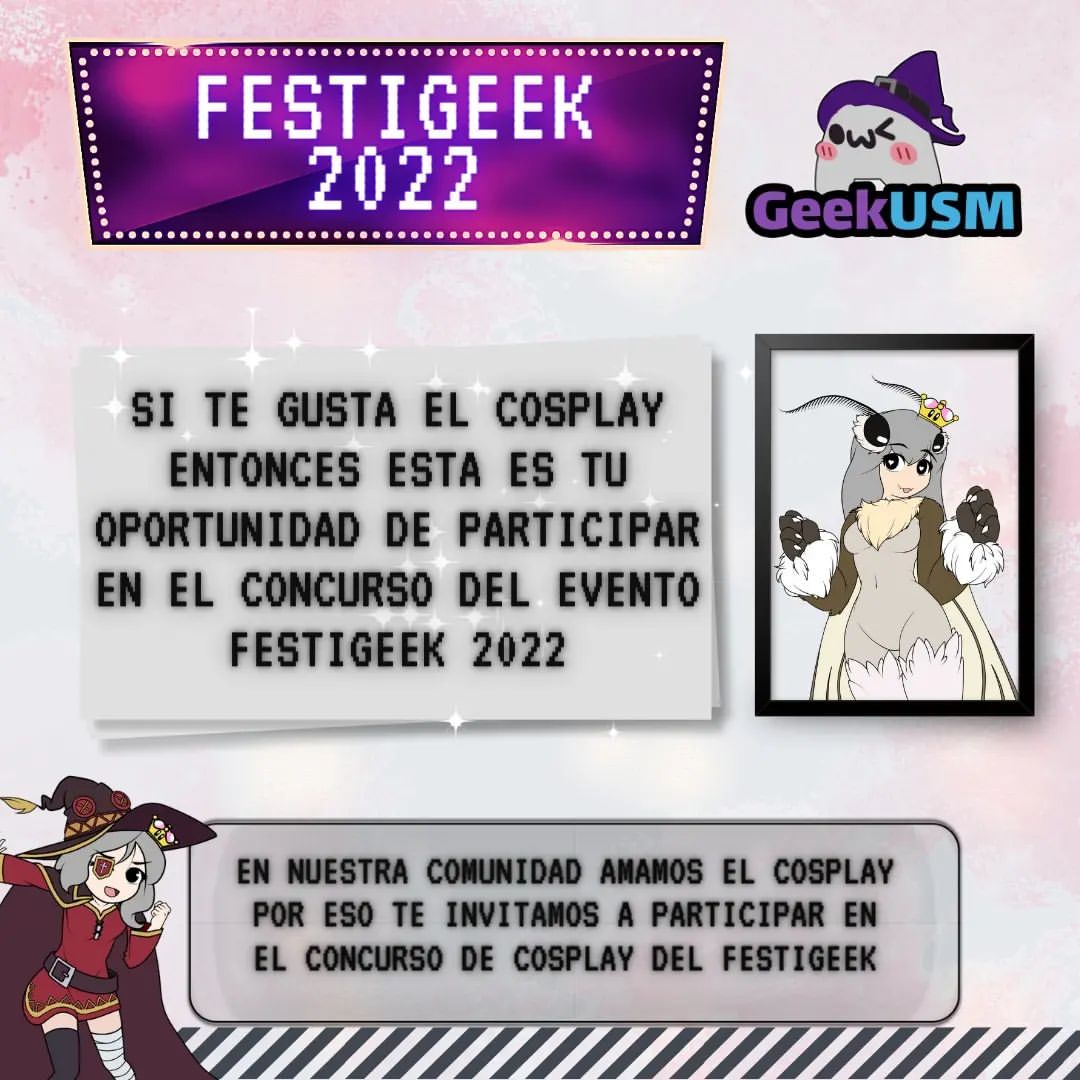 FESTIGEEK
2022
OwO
GeekUSM
SI TE GUSTA EL COSPLAY
ENTONCES ESTA ES TU
OPORTUNIDAD DE PARTICIPAR
EN EL CONCURSO DEL EVENTO
FESTIGEEK 2022
EN NUESTRA COMUNIDAD AMAMOS EL COSPLAY
POR ESO TE INVITAMOS A PARTICIPAR EN
EL CONCURSO DE COSPLAY DEL FESTIGEEK